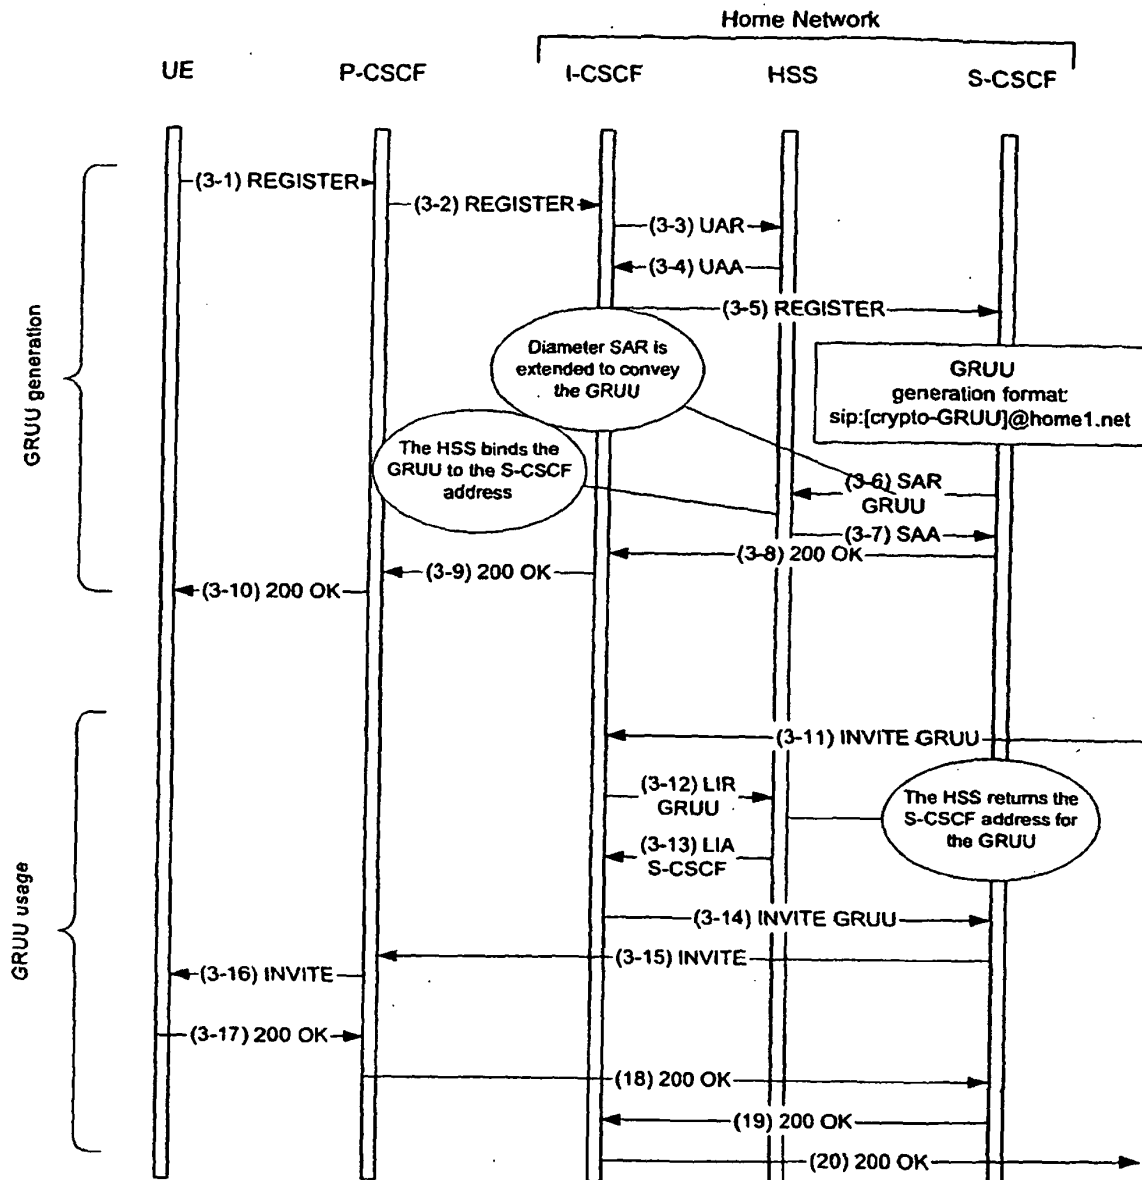 Home Network
UE
P-CSCF
I-CSCF
HSS
S-CSCF
GRUU generation
(3-1) REGISTER
(3-2) REGISTER
(3-3) UAR
(3-4) UAA
(3-5) REGISTER
Diameter SAR is
extended to convey
the GRUU
GRUU
generation format:
sip:[crypto-GRUU]@home1.net
The HSS binds the
GRUU to the S-CSCF
address
(3-6) SAR
GRUU
(3-7) SAA
(3-8) 200 OK
(3-9) 200 OK
(3-10) 200 OK
GRUU usage
(3-11) INVITE GRUU
(3-12) LIR
GRUU
The HSS returns the
S-CSCF address for
the GRUU
(3-13) LIA
S-CSCF
(3-14) INVITE GRUU
(3-15) INVITE
(3-16) INVITE
(3-17) 200 OK
(18) 200 OK
(19) 200 OK
(20) 200 OK